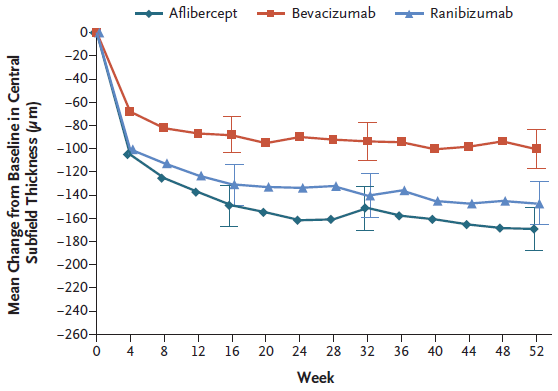 Aflibercept Bevacizumab Ranibizumab
Mean Change from Baseline in Central
Subfield Thickness (μm)
0
−20
−40
−60
−80
−100
−120
−140
−160
−180
−200
−220
−240
−260
0 4 8 12 16 20 24 28 32 36 40 44 48 52
Week